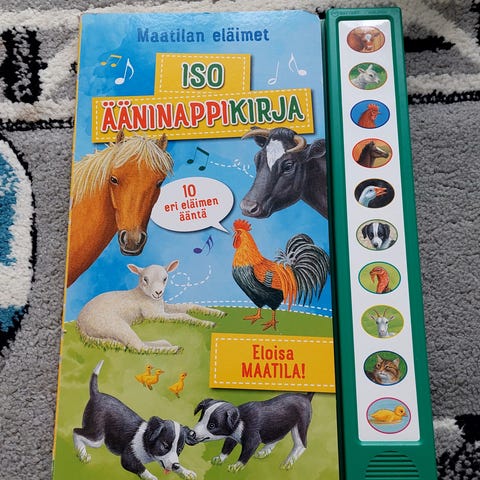 Maatilan eläimet
ISO
ÄÄNINAPPIKIRJA
10
eri eläimen
ääntä
Eloisa
MAATILA!